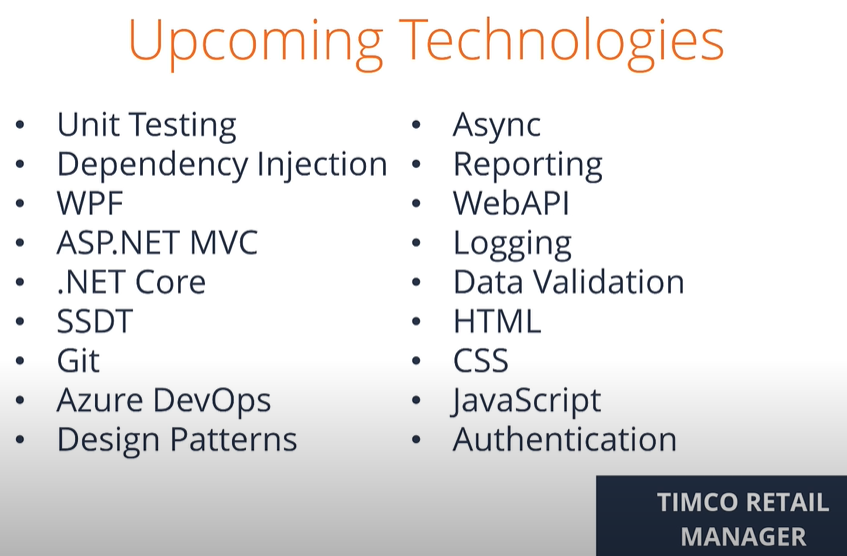 Upcoming Technologies
• Unit Testing
• Dependency Injection
• WPF
• ASP.NET MVC
• .NET Core
• SSDT
• Git
• Azure DevOps
• Design Patterns
• Async
• Reporting
• WebAPI
• Logging
• Data Validation
• HTML
• CSS
• JavaScript
• Authentication
TIMCO RETAIL
MANAGER